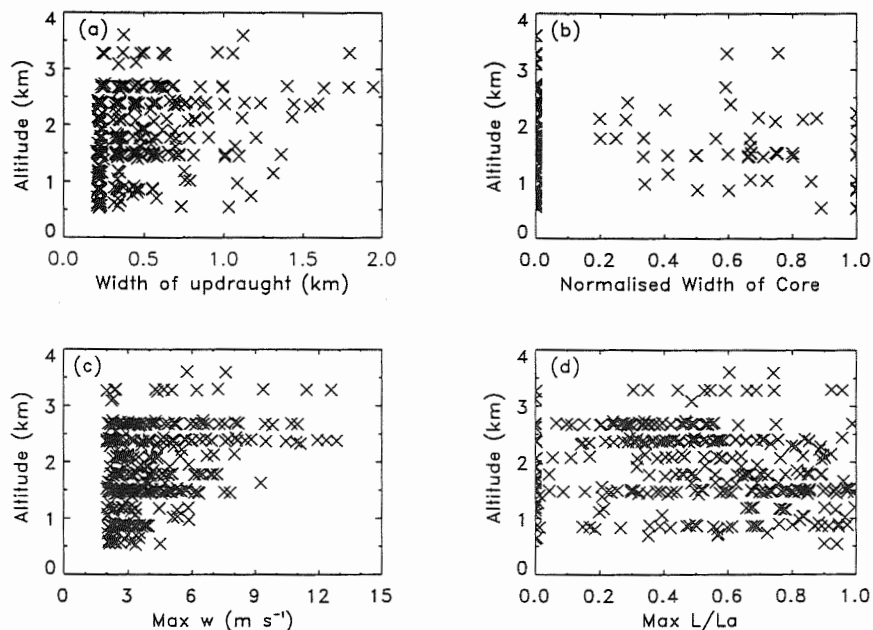 (a)
Altitude (km)
4
3
2
1
0
0.0 0.5 1.0 1.5 2.0
Width of updraught (km)
(b)
Altitude (km)
4
3
2
1
0
0.0 0.2 0.4 0.6 0.8 1.0
Normalised Width of Core
(c)
Altitude (km)
4
3
2
1
0
0 3 6 9 12 15
Max w (m s⁻¹)
(d)
Altitude (km)
4
3
2
1
0
0.0 0.2 0.4 0.6 0.8 1.0
Max L/La